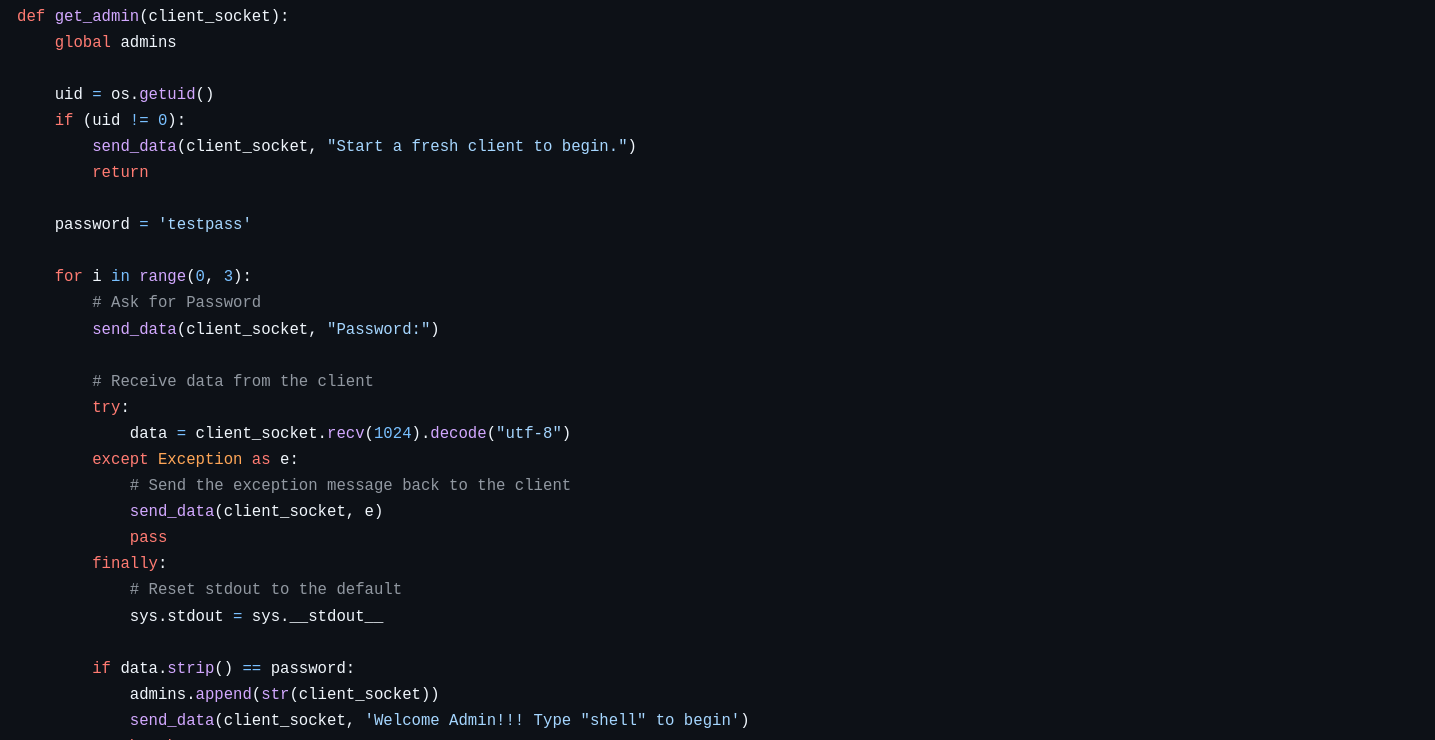 def get_admin(client_socket):
    global admins

    uid = os.getuid()
    if (uid != 0):
        send_data(client_socket, "Start a fresh client to begin.")
        return

    password = 'testpass'

    for i in range(0, 3):
        # Ask for Password
        send_data(client_socket, "Password:")

        # Receive data from the client
        try:
            data = client_socket.recv(1024).decode("utf-8")
        except Exception as e:
            # Send the exception message back to the client
            send_data(client_socket, e)
            pass
        finally:
            # Reset stdout to the default
            sys.stdout = sys.__stdout__

        if data.strip() == password:
            admins.append(str(client_socket))
            send_data(client_socket, 'Welcome Admin!!! Type "shell" to begin')